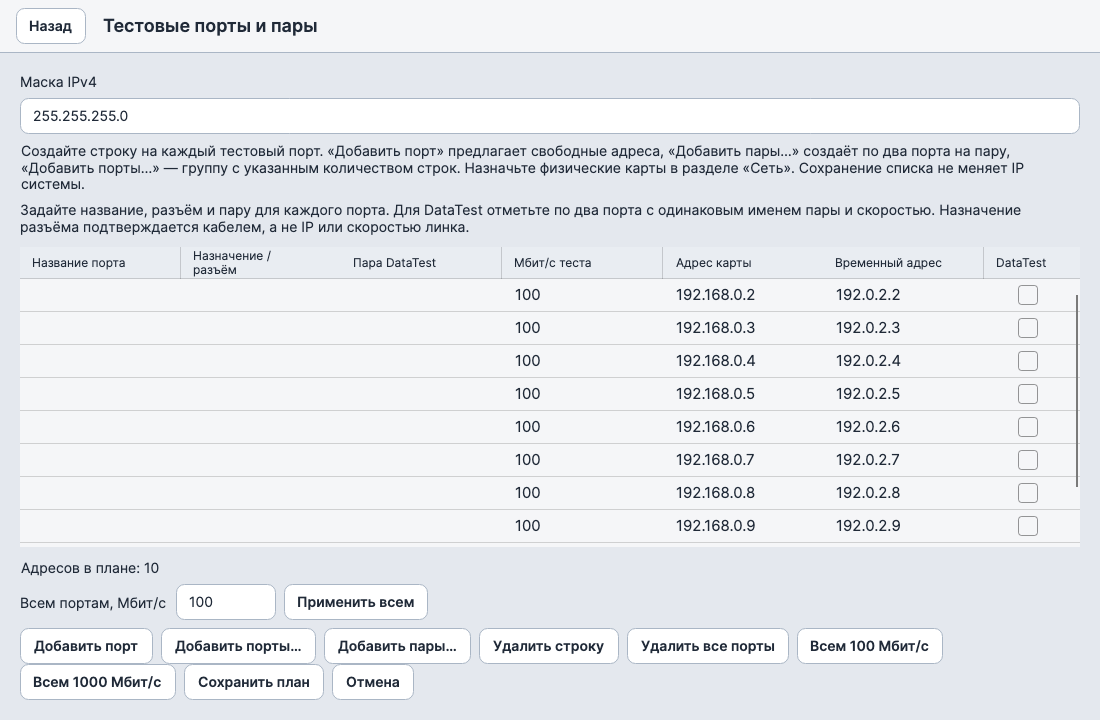 Назад
Тестовые порты и пары
Маска IPv4
255.255.255.0
Создайте строку на каждый тестовый порт. «Добавить порт» предлагает свободные адреса, «Добавить пары…» создаёт по два порта на пару,
«Добавить порты…» — группу с указанным количеством строк. Назначьте физические карты в разделе «Сеть». Сохранение списка не меняет IP
системы.
Задайте название, разъём и пару для каждого порта. Для DataTest отметьте по два порта с одинаковым именем пары и скоростью. Назначение
разъёма подтверждается кабелем, а не IP или скоростью линка.
Название порта Назначение / разъём Пара DataTest Мбит/с теста Адрес карты Временный адрес DataTest
100 192.168.0.2 192.0.2.2
100 192.168.0.3 192.0.2.3
100 192.168.0.4 192.0.2.4
100 192.168.0.5 192.0.2.5
100 192.168.0.6 192.0.2.6
100 192.168.0.7 192.0.2.7
100 192.168.0.8 192.0.2.8
100 192.168.0.9 192.0.2.9
Адресов в плане: 10
Всем портам, Мбит/с 100 Применить всем
Добавить порт Добавить порты… Добавить пары… Удалить строку Удалить все порты Всем 100 Мбит/с
Всем 1000 Мбит/с Сохранить план Отмена